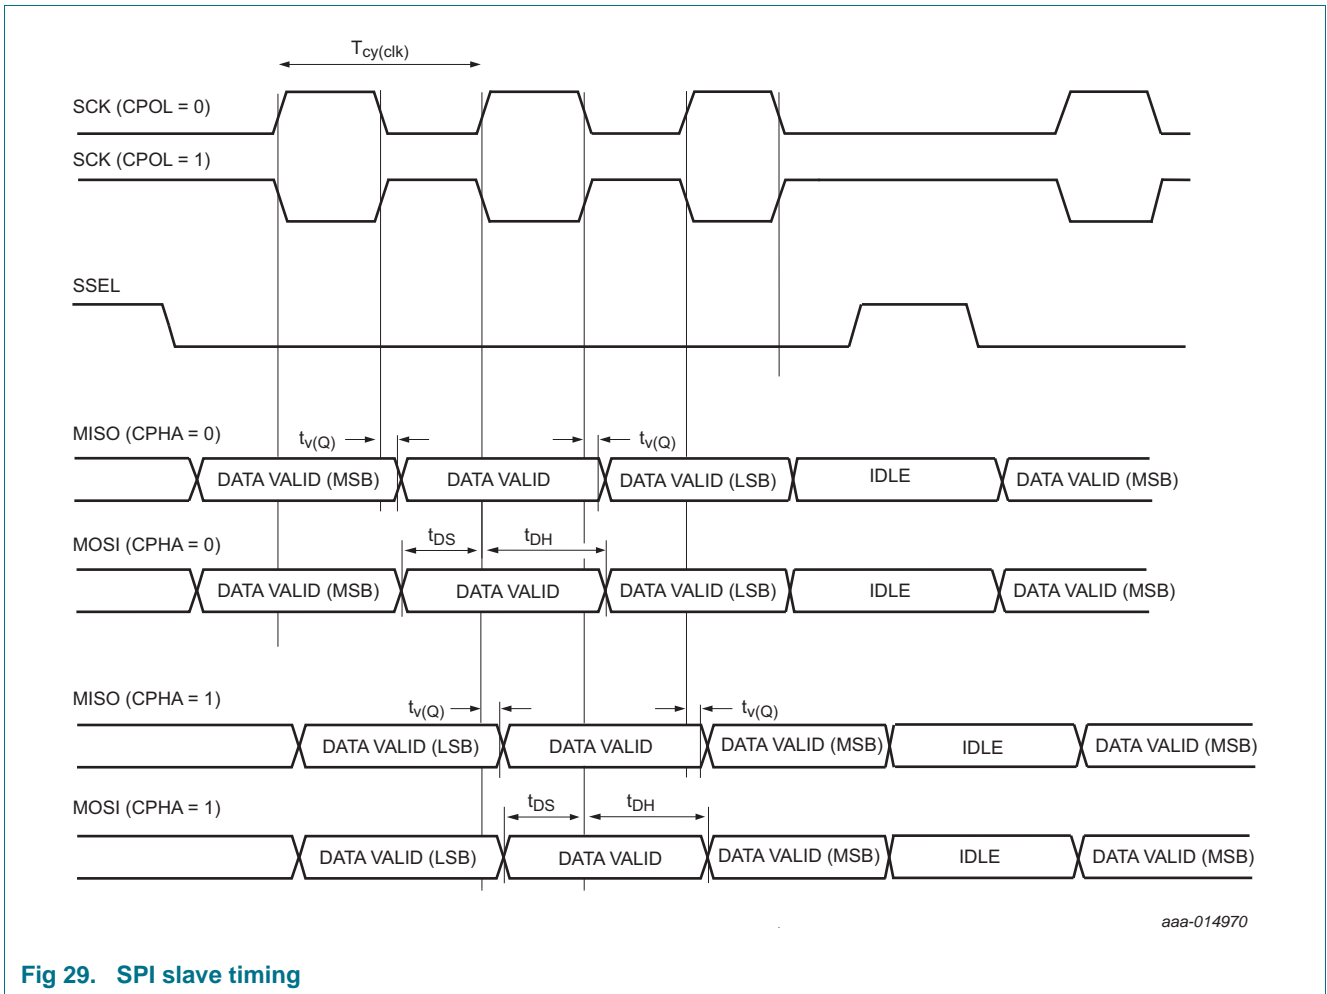 Tcy(clk)
SCK (CPOL = 0)
SCK (CPOL = 1)
SSEL
MISO (CPHA = 0)
tv(Q) tv(Q)
DATA VALID (MSB) DATA VALID DATA VALID (LSB) IDLE DATA VALID (MSB)
tDS tDH
MOSI (CPHA = 0)
DATA VALID (MSB) DATA VALID DATA VALID (LSB) IDLE DATA VALID (MSB)
MISO (CPHA = 1)
tv(Q) tv(Q)
DATA VALID (LSB) DATA VALID DATA VALID (MSB) IDLE DATA VALID (MSB)
tDS tDH
MOSI (CPHA = 1)
DATA VALID (LSB) DATA VALID DATA VALID (MSB) IDLE DATA VALID (MSB)
aaa-014970
Fig 29. SPI slave timing